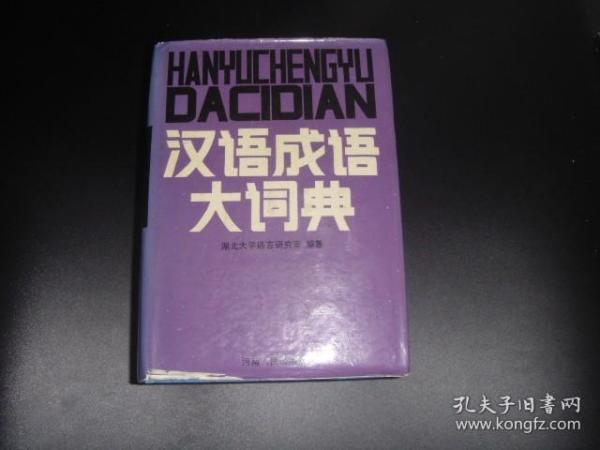 HANYUCHENGYU
DACIDIAN
汉语成语
大词典
湖北大学语言研究室 编著
河南
孔夫子旧書网
www.kongfz.com